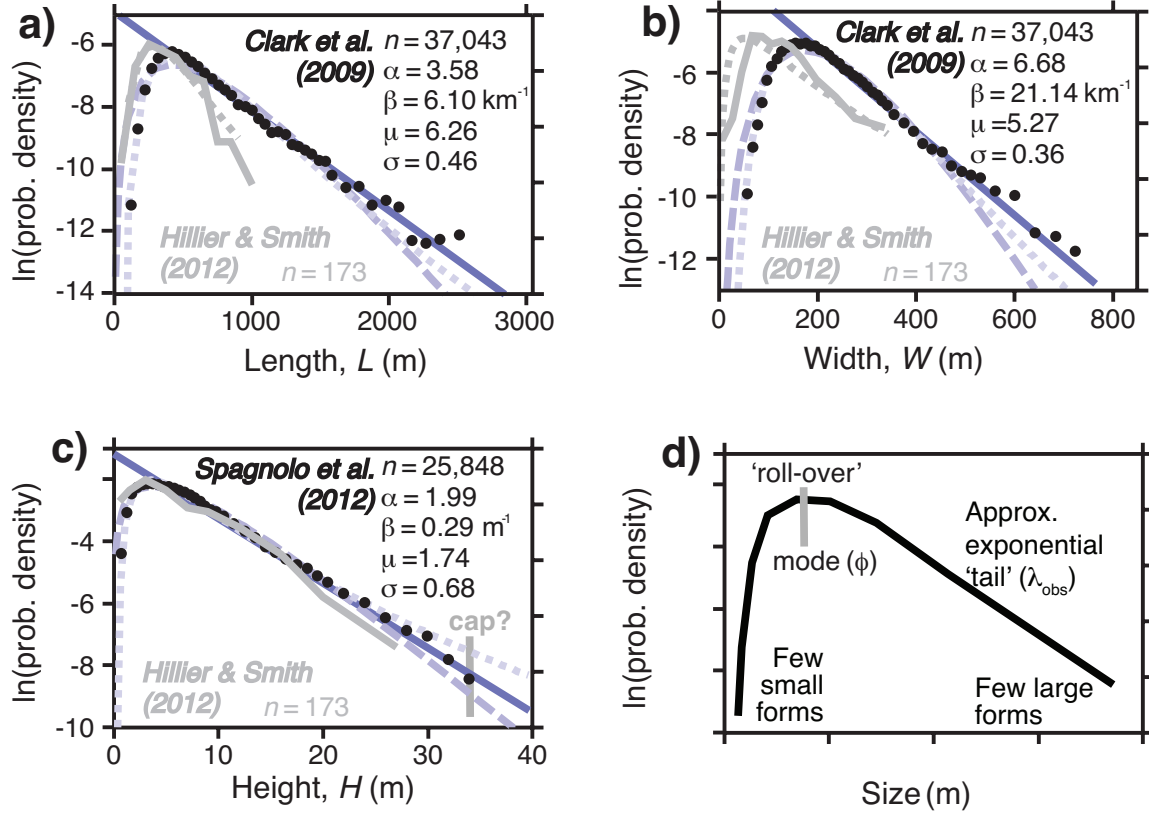 a)
Clark et al. n = 37,043
(2009) α = 3.58
β = 6.10 km-1
μ = 6.26
σ = 0.46
Hillier & Smith
(2012) n = 173
-6
-8
-10
-12
-14
ln(prob. density)
0 1000 2000 3000
Length, L (m)
b)
Clark et al. n = 37,043
(2009) α = 6.68
β = 21.14 km-1
μ = 5.27
σ = 0.36
Hillier & Smith
(2012) n = 173
-6
-8
-10
-12
ln(prob. density)
0 200 400 600 800
Width, W (m)
c)
Spagnolo et al. n = 25,848
(2012) α = 1.99
β = 0.29 m-1
μ = 1.74
σ = 0.68
cap?
Hillier & Smith
(2012) n = 173
-4
-6
-8
-10
ln(prob. density)
0 10 20 30 40
Height, H (m)
d)
'roll-over'
mode (ϕ)
Approx.
exponential
'tail' (λobs)
Few
small
forms
Few large
forms
ln(prob. density)
Size (m)